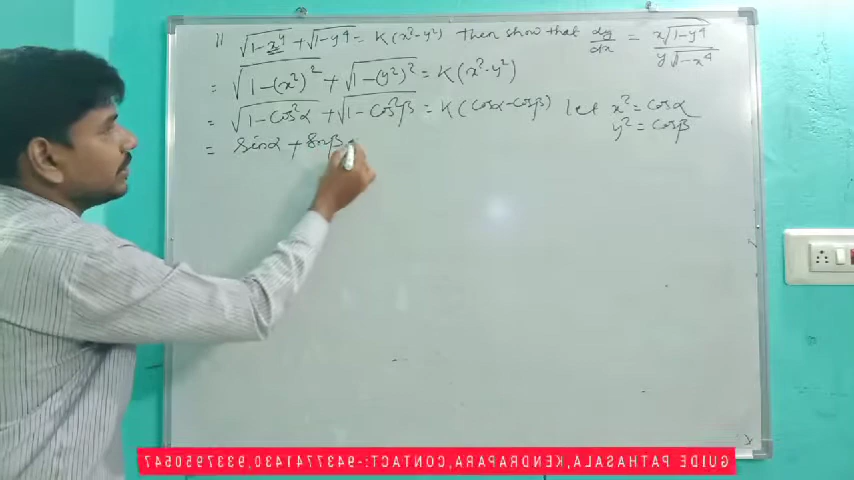 11 √1-x⁴ + √1-y⁴ = K(x²-y²) Then show that dy/dx = x√1-y⁴ / y√1-x⁴
= √1-(x²)² + √1-(y²)² = K(x²-y²)
= √1-Cos²α + √1-Cos²β = K(Cosα-Cosβ) let x² = Cosα
y² = Cosβ
= Sinα + Sinβ =
GUIDE PATHASALA,KENDRAPARA,CONTACT:-9437741430,9337950547